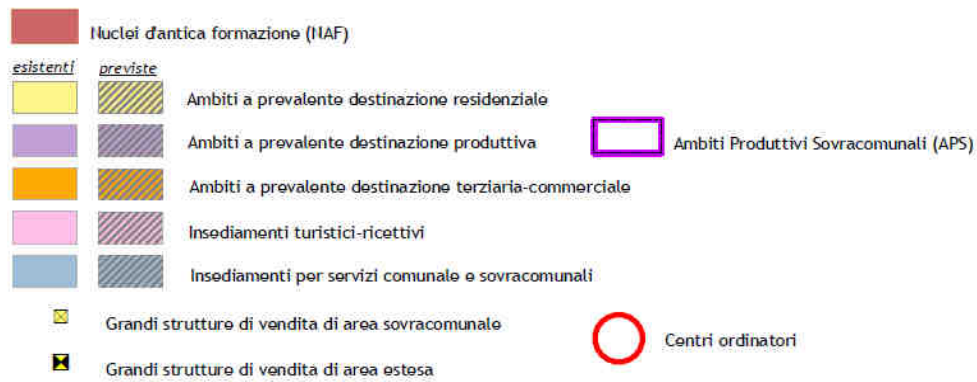 Nuclei d'antica formazione (NAF)
esistenti previste
Ambiti a prevalente destinazione residenziale
Ambiti a prevalente destinazione produttiva
Ambiti Produttivi Sovracomunali (APS)
Ambiti a prevalente destinazione terziaria-commerciale
Insediamenti turistici-ricettivi
Insediamenti per servizi comunale e sovracomunali
Grandi strutture di vendita di area sovracomunale
Centri ordinatori
Grandi strutture di vendita di area estesa